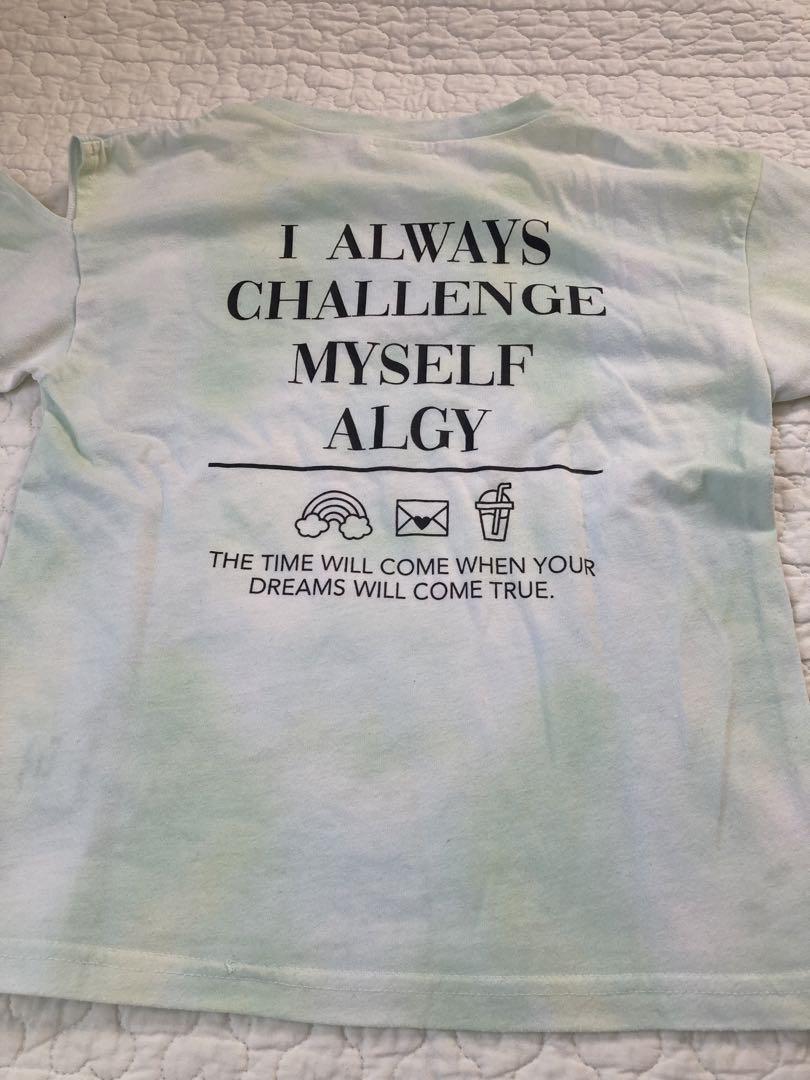 I ALWAYS
CHALLENGE
MYSELF
ALGY
THE TIME WILL COME WHEN YOUR
DREAMS WILL COME TRUE.